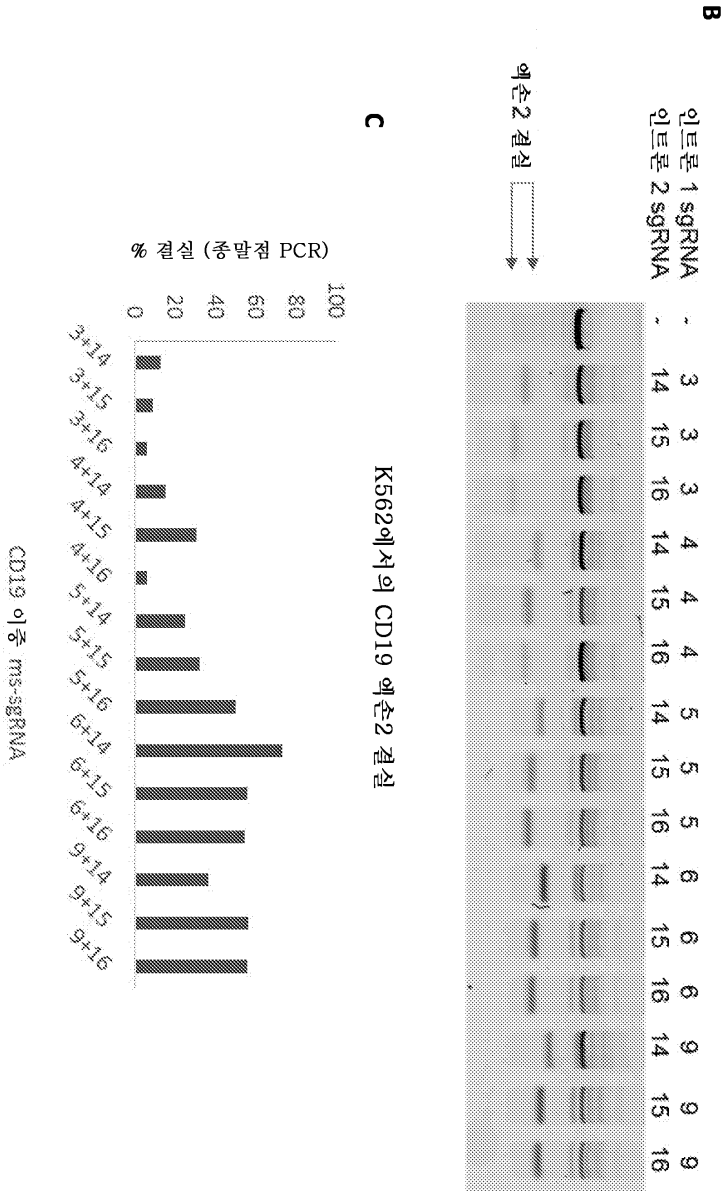 B
인트론 1 sgRNA - 3 3 3 4 4 4 5 5 5 6 6 6 9 9 9
인트론 2 sgRNA - 14 15 16 14 15 16 14 15 16 14 15 16 14 15 16
엑손2 결실
C
K562에서의 CD19 엑손2 결실
% 결실 (종말점 PCR)
100
80
60
40
20
0
3+14 3+15 3+16 4+14 4+15 4+16 5+14 5+15 5+16 6+14 6+15 6+16 9+14 9+15 9+16
CD19 이중 ms-sgRNA